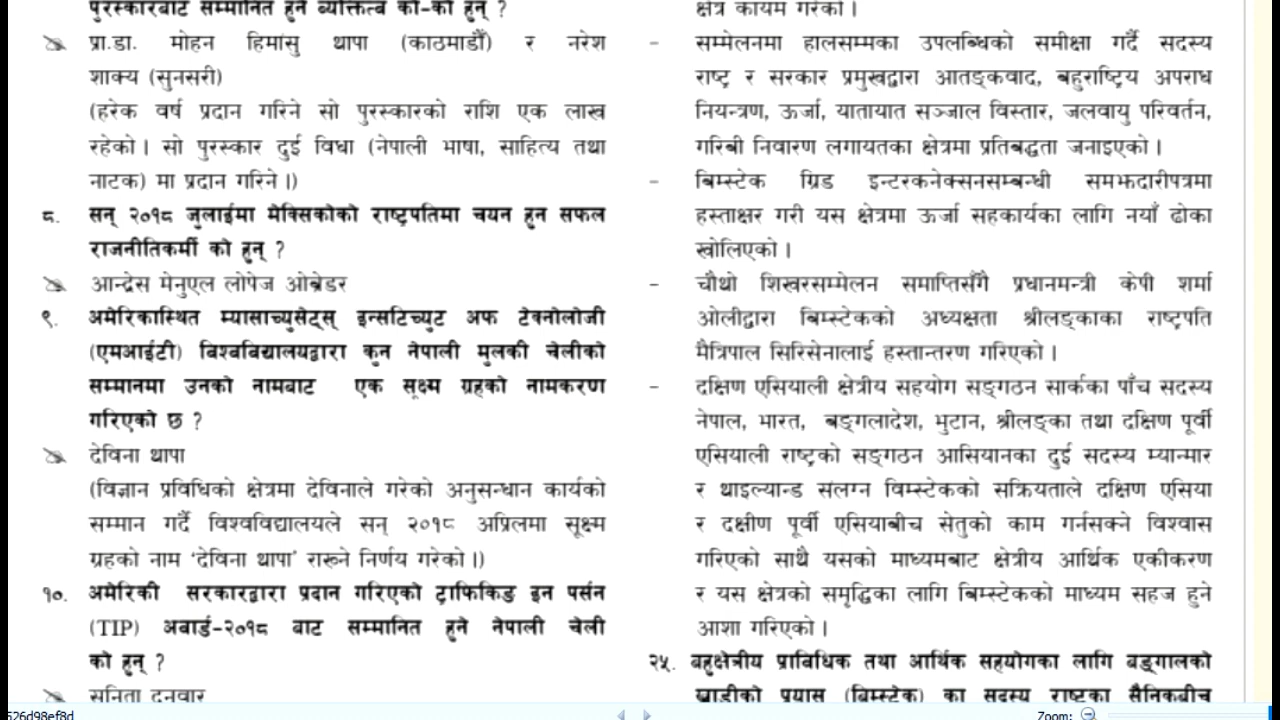 पुरस्कारबाट सम्मानित हुने व्यक्तित्व को-को हुन् ?
प्रा.डा. मोहन हिमांसु थापा (काठमाडौँ) र नरेश
शाक्य (सुनसरी)
(हरेक वर्ष प्रदान गरिने सो पुरस्कारको राशि एक लाख
रहेको । सो पुरस्कार दुई विधा (नेपाली भाषा, साहित्य तथा
नाटक) मा प्रदान गरिने ।)
८. सन् २०१८ जुलाईमा मेक्सिकोको राष्ट्रपतिमा चयन हुन सफल
राजनीतिकर्मी को हुन् ?
आन्द्रेस मेनुएल लोपेज ओब्रेडर
९. अमेरिकास्थित म्यासाच्युसेट्स् इन्सटिच्युट अफ टेक्नोलोजी
(एमआईटी) विश्वविद्यालयद्वारा कुन नेपाली मुलकी चेलीको
सम्मानमा उनको नामबाट एक सूक्ष्म ग्रहको नामकरण
गरिएको छ ?
देविना थापा
(विज्ञान प्रविधिको क्षेत्रमा देविनाले गरेको अनुसन्धान कार्यको
सम्मान गर्दै विश्वविद्यालयले सन् २०१८ अप्रिलमा सूक्ष्म
ग्रहको नाम ‘देविना थापा’ राख्ने निर्णय गरेको ।)
१०. अमेरिकी सरकारद्वारा प्रदान गरिएको ट्राफिकिङ इन पर्सन
(TIP) अवार्ड-२०१८ बाट सम्मानित हुने नेपाली चेली
को हुन् ?
सुनिता दनुवार
क्षेत्र कायम गरेको ।
- सम्मेलनमा हालसम्मका उपलब्धिको समीक्षा गर्दै सदस्य
राष्ट्र र सरकार प्रमुखद्वारा आतङ्कवाद, बहुराष्ट्रिय अपराध
नियन्त्रण, ऊर्जा, यातायात सञ्जाल विस्तार, जलवायु परिवर्तन,
गरिबी निवारण लगायतका क्षेत्रमा प्रतिबद्धता जनाइएको ।
- बिम्स्टेक ग्रिड इन्टरकनेक्सनसम्बन्धी समझदारीपत्रमा
हस्ताक्षर गरी यस क्षेत्रमा ऊर्जा सहकार्यका लागि नयाँ ढोका
खोलिएको ।
- चौथो शिखरसम्मेलन समाप्तिसँगै प्रधानमन्त्री केपी शर्मा
ओलीद्वारा बिम्स्टेकको अध्यक्षता श्रीलङ्काका राष्ट्रपति
मैत्रिपाल सिरिसेनालाई हस्तान्तरण गरिएको ।
- दक्षिण एसियाली क्षेत्रीय सहयोग सङ्गठन सार्कका पाँच सदस्य
नेपाल, भारत, बङ्गलादेश, भुटान, श्रीलङ्का तथा दक्षिण पूर्वी
एसियाली राष्ट्रको सङ्गठन आसियानका दुई सदस्य म्यान्मार
र थाइल्यान्ड संलग्न विम्स्टेकको सक्रियताले दक्षिण एसिया
र दक्षीण पूर्वी एसियाबीच सेतुको काम गर्नसक्ने विश्वास
गरिएको साथै यसको माध्यमबाट क्षेत्रीय आर्थिक एकीकरण
र यस क्षेत्रको समृद्धिका लागि बिम्स्टेकको माध्यम सहज हुने
आशा गरिएको ।
२५. बहुक्षेत्रीय प्राविधिक तथा आर्थिक सहयोगका लागि बङ्गालको
खाडीको प्रयास (बिम्स्टेक) का सदस्य राष्ट्रका सैनिकबीच
526d98ef8d
Zoom: